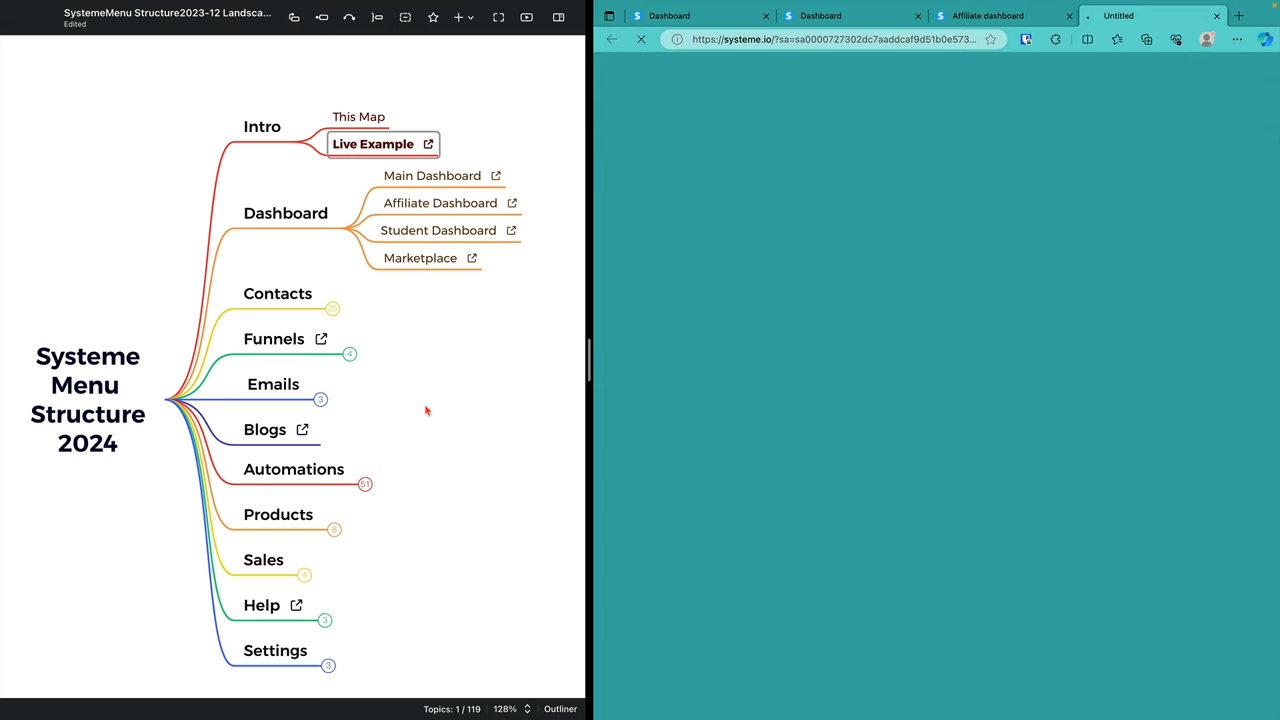 SystemeMenu Structure2023-12 Landsca...
Edited
Dashboard
Dashboard
Affiliate dashboard
Untitled
https://systeme.io/?sa=sa0000727302dc7aaddcaf9d51b0e573...
Intro
This Map
Live Example
Dashboard
Main Dashboard
Affiliate Dashboard
Student Dashboard
Marketplace
Contacts
25
Funnels
4
Emails
3
Systeme
Menu
Structure
2024
Blogs
Automations
51
Products
8
Sales
4
Help
3
Settings
3
Topics: 1 / 119
128%
Outliner